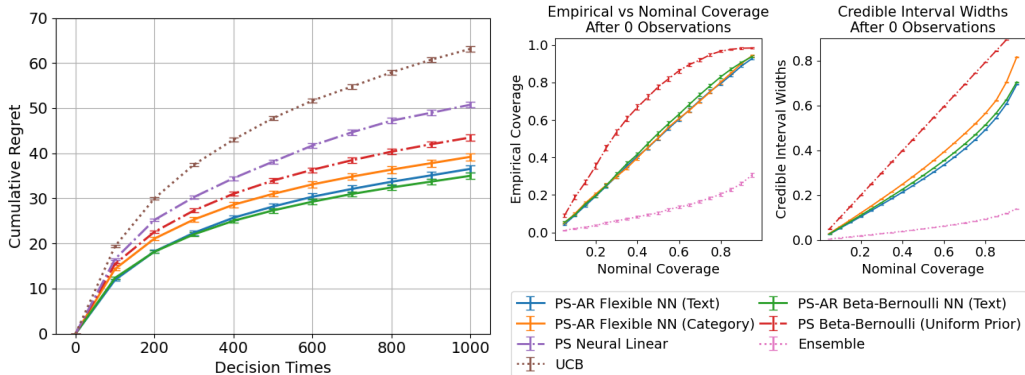 70
60
50
40
30
20
10
0
Cumulative Regret
0 200 400 600 800 1000
Decision Times
Empirical vs Nominal Coverage
After 0 Observations
1.0
0.8
0.6
0.4
0.2
0.0
Empirical Coverage
0.2 0.4 0.6 0.8
Nominal Coverage
Credible Interval Widths
After 0 Observations
0.8
0.6
0.4
0.2
0.0
Credible Interval Widths
0.2 0.4 0.6 0.8
Nominal Coverage
PS-AR Flexible NN (Text)
PS-AR Flexible NN (Category)
PS Neural Linear
UCB
PS-AR Beta-Bernoulli NN (Text)
PS Beta-Bernoulli (Uniform Prior)
Ensemble